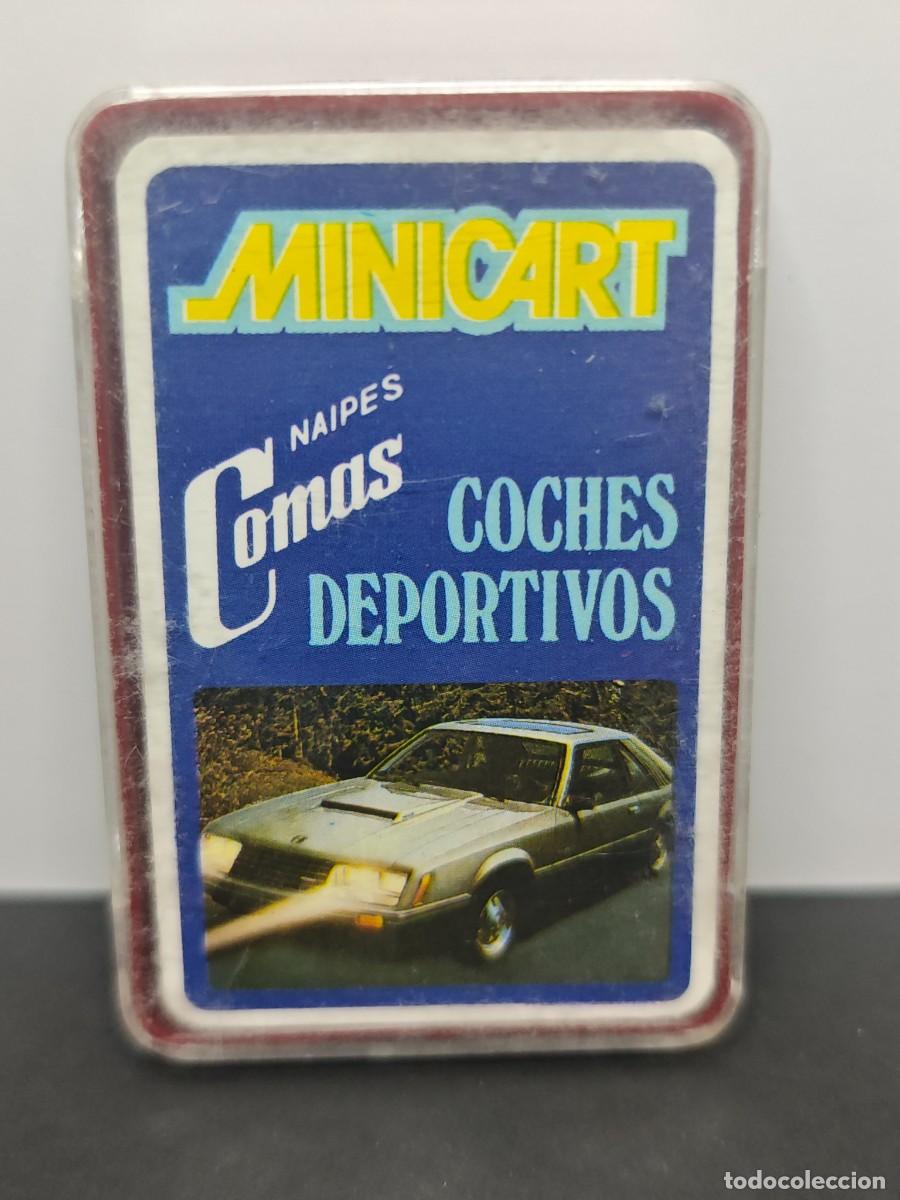 MINICART
NAIPES
Comas
COCHES
DEPORTIVOS
todocoleccion